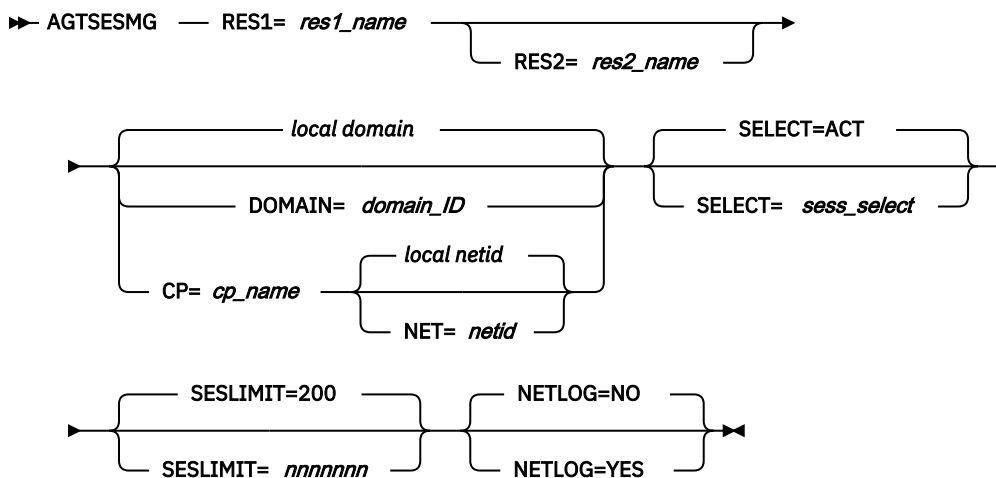 AGTSESMG RES1= res1_name
RES2= res2_name
local domain SELECT=ACT
DOMAIN= domain_ID SELECT= sess_select
local netid
CP= cp_name
NET= netid
SESLIMIT=200 NETLOG=NO
SESLIMIT= nnnnnnn NETLOG=YES